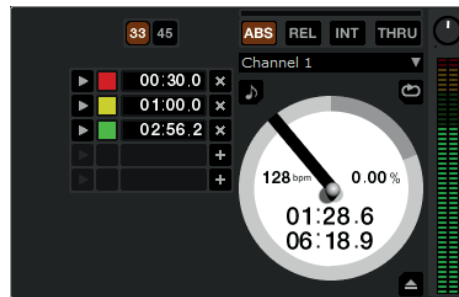 33 45 ABS REL INT THRU
Channel 1
00:30.0
01:00.0
02:56.2
128 bpm 0.00 %
01:28.6
06:18.9